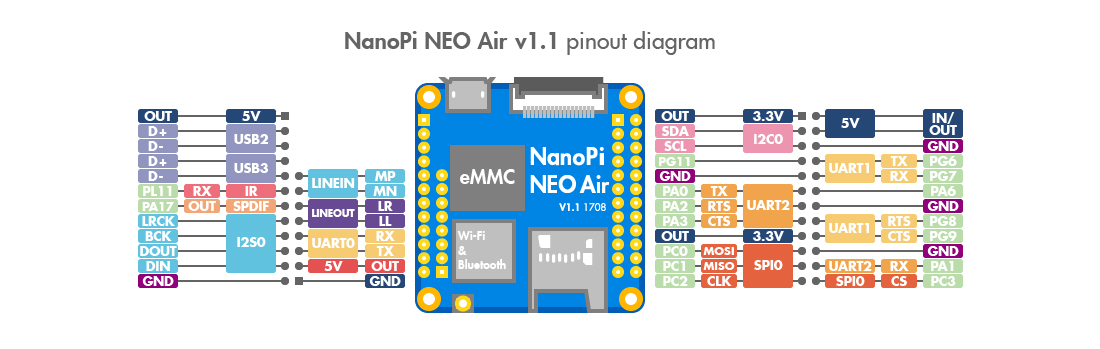 NanoPi NEO Air v1.1 pinout diagram
OUT 5V
D+ USB2
D-
D+ USB3
D-
PL11 RX IR
PA17 OUT SPDIF
LRCK I2S0
BCK
DOUT
DIN
GND
LINEIN MP
MN
LINEOUT LR
LL
UART0 RX
TX
5V OUT
GND
eMMC
NanoPi
NEO Air
V1.1 1708
Wi-Fi
&
Bluetooth
OUT 3.3V
SDA I2C0
SCL
PG11
GND
PA0 TX UART2
PA2 RTS
PA3 CTS
OUT 3.3V
PC0 MOSI SPI0
PC1 MISO
PC2 CLK
5V IN/
OUT
GND
UART1 TX PG6
RX PG7
PA6
GND
UART1 RTS PG8
CTS PG9
GND
UART2 RX PA1
SPI0 CS PC3